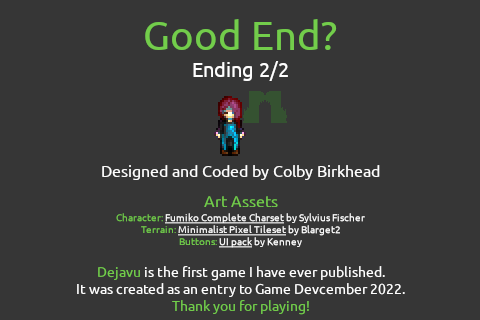 Good End?
Ending 2/2
n
Designed and Coded by Colby Birkhead
Art Assets
Character: Fumiko Complete Charset by Sylvius Fischer
Terrain: Minimalist Pixel Tileset by Blarget2
Buttons: UI pack by Kenney
Dejavu is the first game I have ever published.
It was created as an entry to Game Devcember 2022.
Thank you for playing!